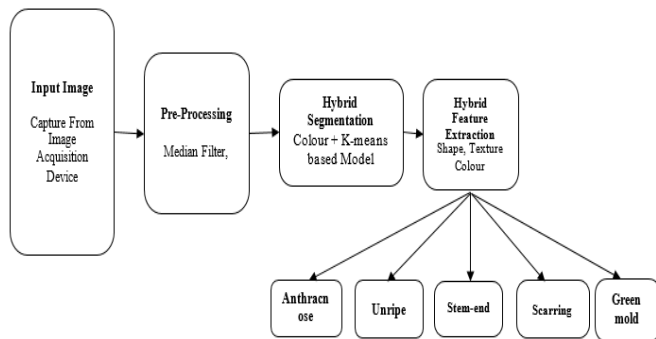 Input Image
Capture From
Image
Acquisition
Device
Pre-Processing
Median Filter,
Hybrid
Segmentation
Colour + K-means
based Model
Hybrid
Feature
Extraction
Shape, Texture
Colour
Anthracn
ose
Unripe
Stem-end
Scarring
Green
mold